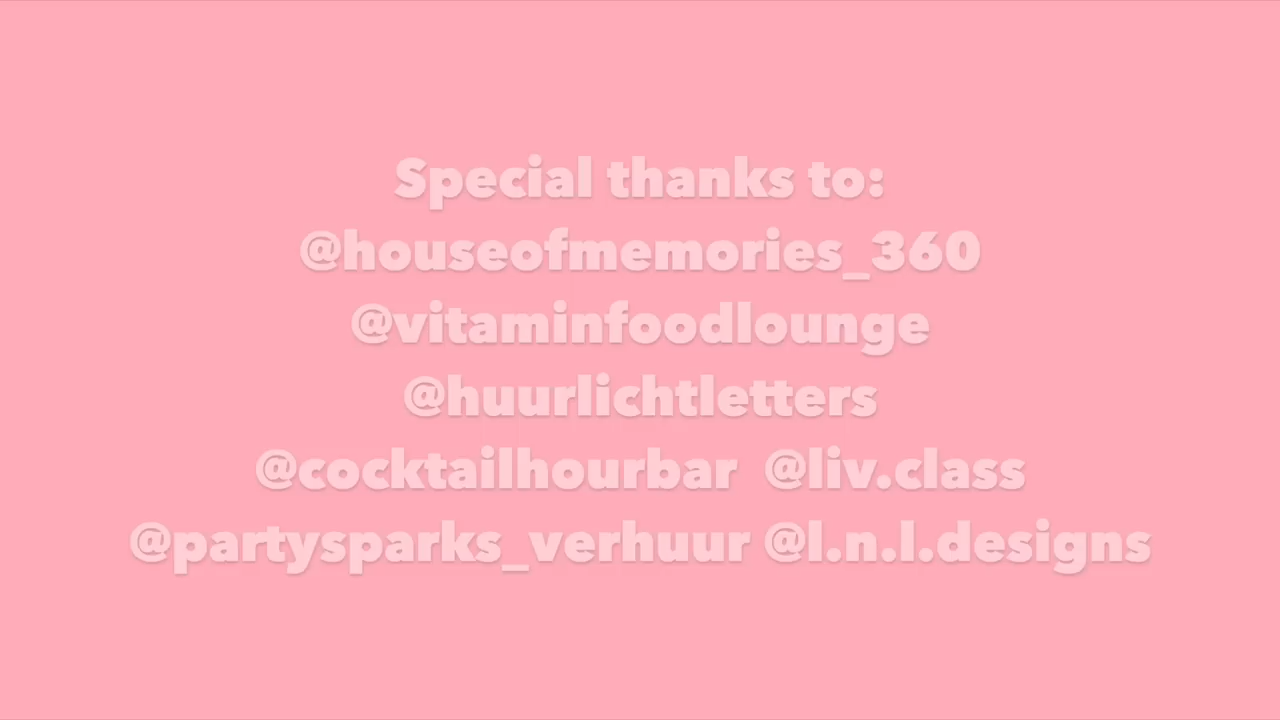 Special thanks to:
@houseofmemories_360
@vitaminfoodlounge
@huurlichtletters
@cocktailhourbar  @liv.class
@partysparks_verhuur @l.n.l.designs